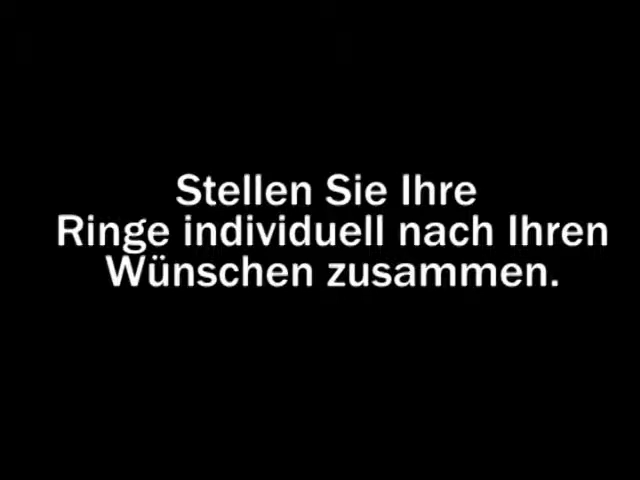 Stellen Sie Ihre
Ringe individuell nach Ihren
Wünschen zusammen.